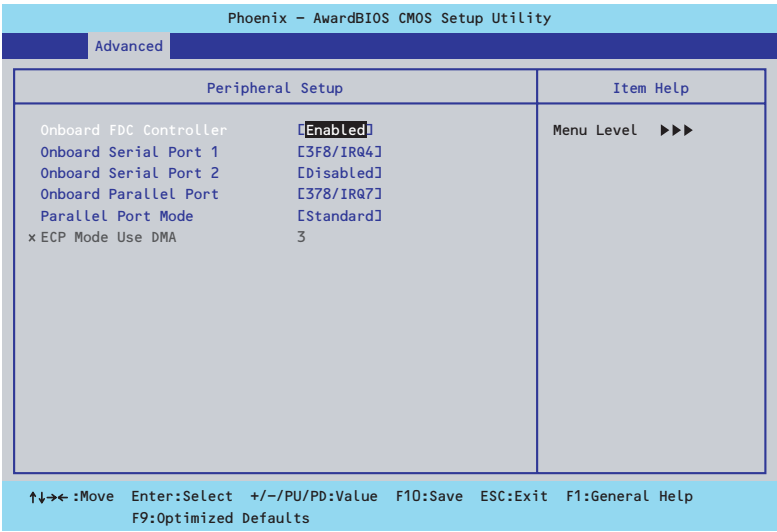 Phoenix – AwardBIOS CMOS Setup Utility
Advanced
Peripheral Setup
Item Help
Onboard FDC Controller [Enabled]
Menu Level ▶▶▶
Onboard Serial Port 1 [3F8/IRQ4]
Onboard Serial Port 2 [Disabled]
Onboard Parallel Port [378/IRQ7]
Parallel Port Mode [Standard]
x ECP Mode Use DMA 3
↑↓→← :Move Enter:Select +/–/PU/PD:Value F10:Save ESC:Exit F1:General Help
F9:Optimized Defaults